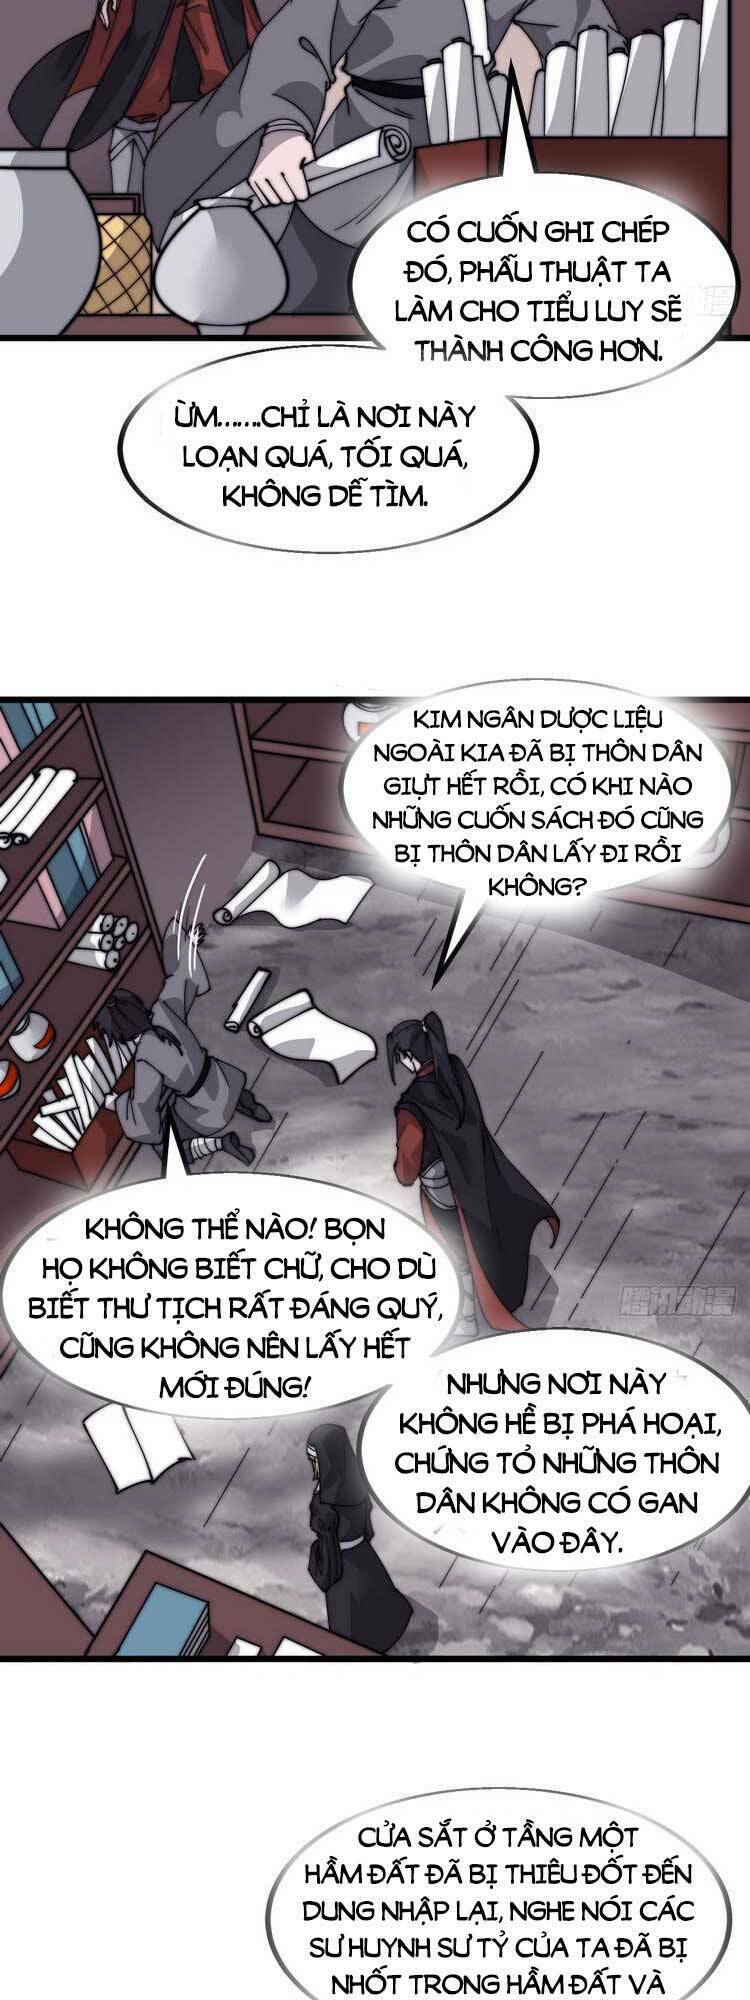 CÓ CUỐN GHI CHÉP
ĐÓ, PHẪU THUẬT TA
LÀM CHO TIỂU LUY SẼ
THÀNH CÔNG HƠN.
ỪM.......CHỈ LÀ NƠI NÀY
LOẠN QUÁ, TỐI QUÁ,
KHÔNG DẾ TÌM.
KIM NGÂN DƯỢC LIỆU
NGOÀI KIA ĐÃ BỊ THÔN DÂN
GIỰT HẾT RỒI, CÓ KHI NÀO
NHỮNG CUỐN SÁCH ĐÓ CŨNG
BỊ THÔN DÂN LẤY ĐI RỒI
KHÔNG?
KHÔNG THỂ NÀO! BỌN
HỌ KHÔNG BIẾT CHỮ, CHO DÙ
BIẾT THƯ TỊCH RẤT ĐÁNG QUÝ,
CŨNG KHÔNG NÊN LẤY HẾT
MỚI ĐÚNG!
腾讯动漫
NHƯNG NƠI NÀY
KHÔNG HỀ BỊ PHÁ HOẠI,
CHỨNG TỎ NHỮNG THÔN
DÂN KHÔNG CÓ GAN
VÀO ĐÂY.
CỬA SẮT Ở TẦNG MỘT
HẦM ĐẤT ĐÃ BỊ THIÊU ĐỐT ĐẾN
DUNG NHẬP LẠI, NGHE NÓI CÁC
SƯ HUYNH SƯ TỶ CỦA TA ĐÃ BỊ
NHỐT TRONG HẦM ĐẤT VÀ